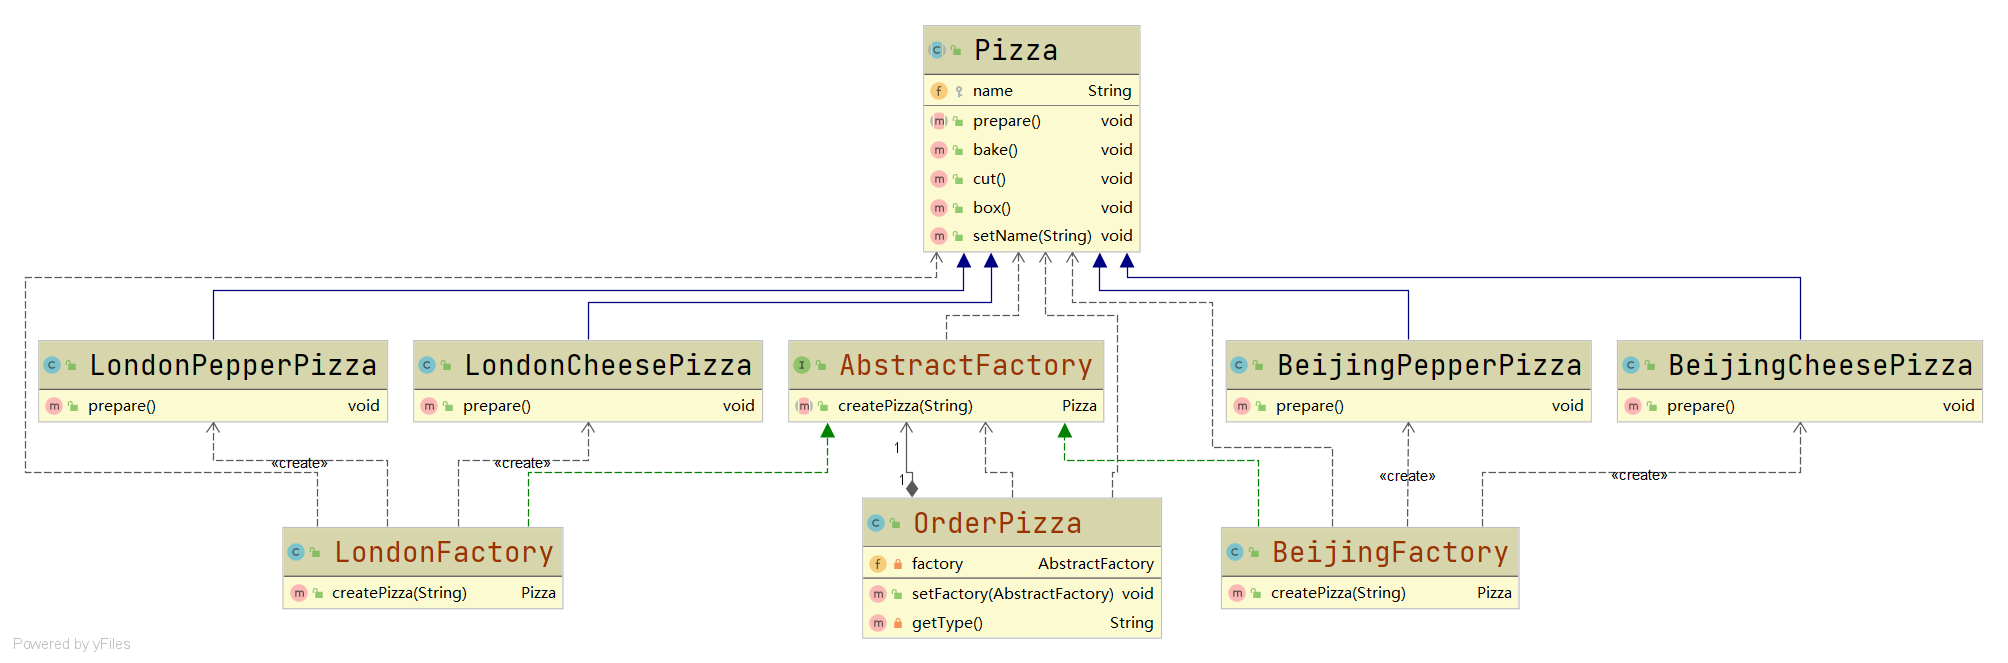 Pizza
name String
prepare() void
bake() void
cut() void
box() void
setName(String) void
LondonPepperPizza
prepare() void
LondonCheesePizza
prepare() void
AbstractFactory
createPizza(String) Pizza
BeijingPepperPizza
prepare() void
BeijingCheesePizza
prepare() void
«create»
«create»
1
1
«create»
«create»
LondonFactory
createPizza(String) Pizza
OrderPizza
factory AbstractFactory
setFactory(AbstractFactory) void
getType() String
BeijingFactory
createPizza(String) Pizza
Powered by yFiles